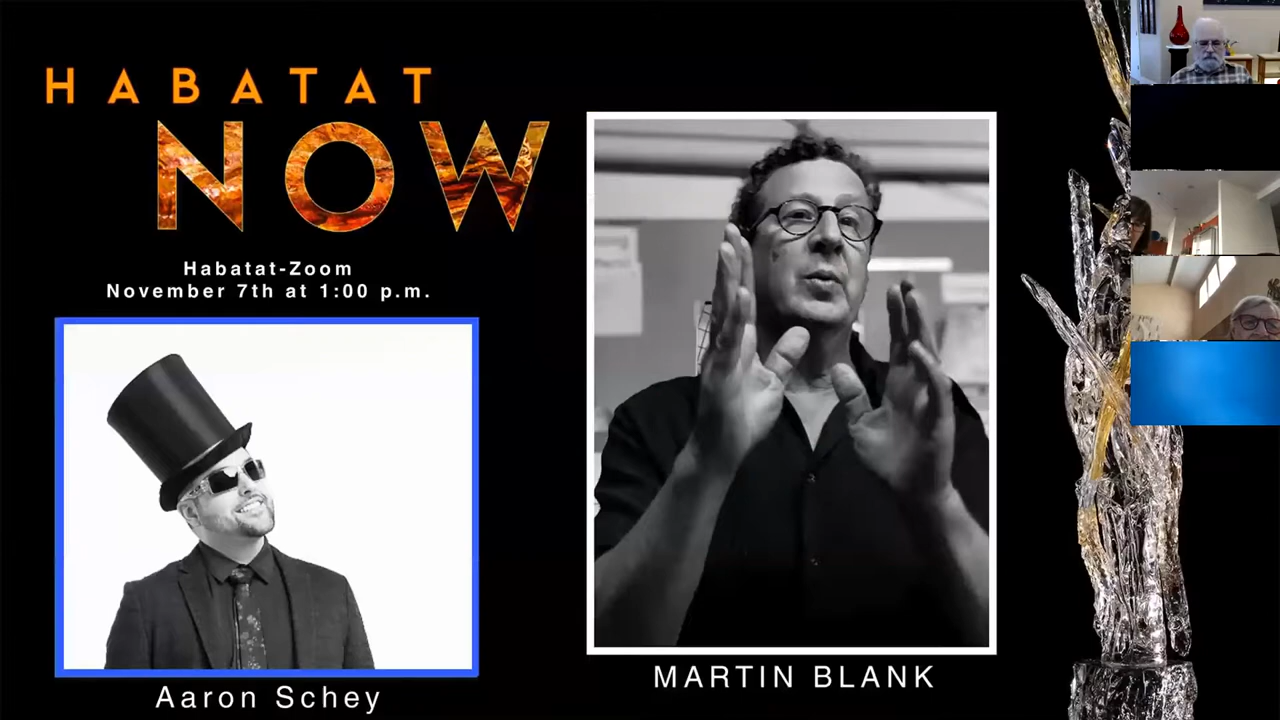 HABATAT
NOW
Habatat-Zoom
November 7th at 1:00 p.m.
Aaron Schey
MARTIN BLANK